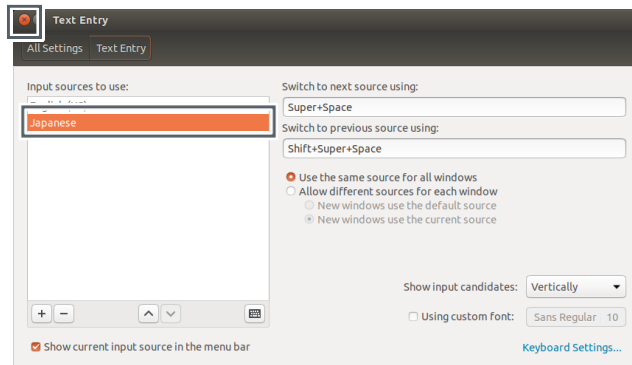 Text Entry
All Settings Text Entry
Input sources to use:
Japanese
Switch to next source using:
Super+Space
Switch to previous source using:
Shift+Super+Space
Use the same source for all windows
Allow different sources for each window
New windows use the default source
New windows use the current source
Show input candidates: Vertically
Using custom font: Sans Regular 10
Show current input source in the menu bar
Keyboard Settings...